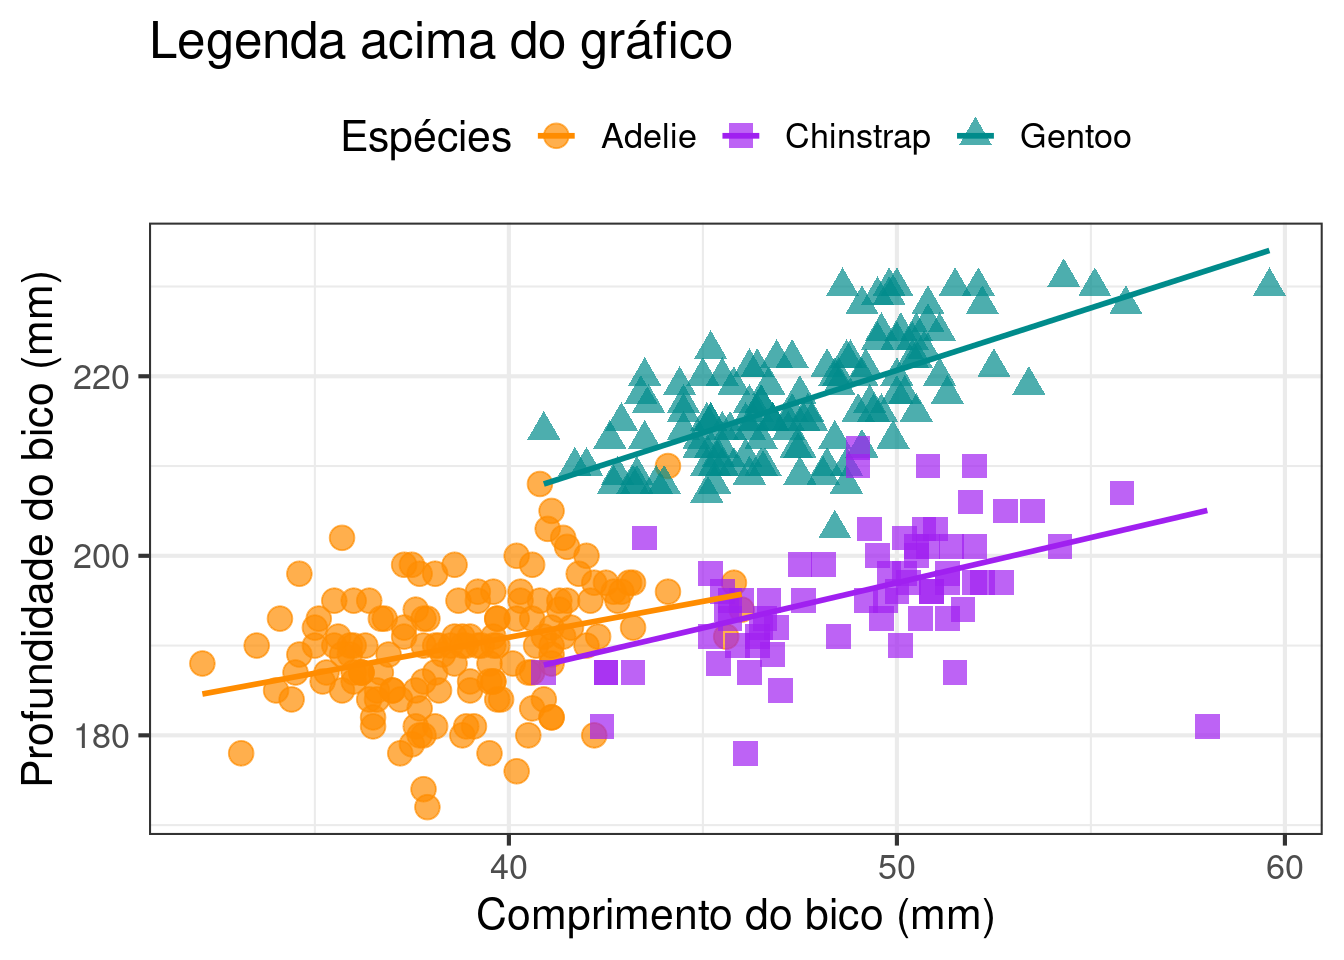 Legenda acima do gráfico
Espécies Adelie Chinstrap Gentoo
Profundidade do bico (mm)
220
200
180
40 50 60
Comprimento do bico (mm)